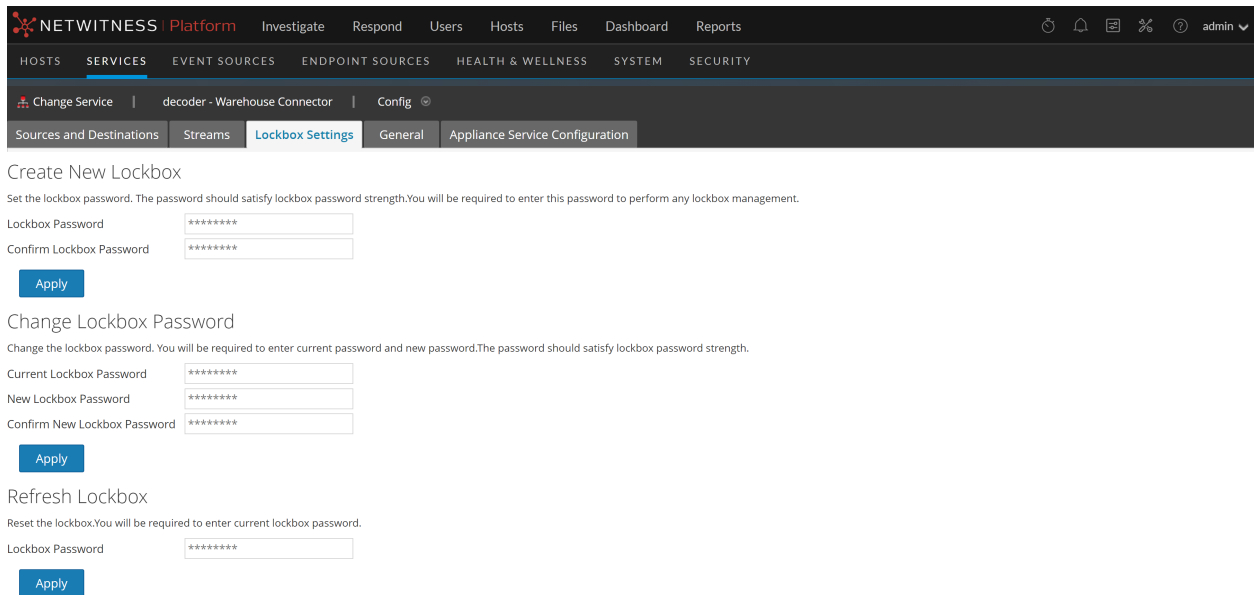 NETWITNESS | Platform Investigate Respond Users Hosts Files Dashboard Reports admin
HOSTS SERVICES EVENT SOURCES ENDPOINT SOURCES HEALTH & WELLNESS SYSTEM SECURITY
Change Service | decoder - Warehouse Connector | Config
Sources and Destinations Streams Lockbox Settings General Appliance Service Configuration
Create New Lockbox
Set the lockbox password. The password should satisfy lockbox password strength.You will be required to enter this password to perform any lockbox management.
Lockbox Password ********
Confirm Lockbox Password ********
Apply
Change Lockbox Password
Change the lockbox password. You will be required to enter current password and new password.The password should satisfy lockbox password strength.
Current Lockbox Password ********
New Lockbox Password ********
Confirm New Lockbox Password ********
Apply
Refresh Lockbox
Reset the lockbox.You will be required to enter current lockbox password.
Lockbox Password ********
Apply